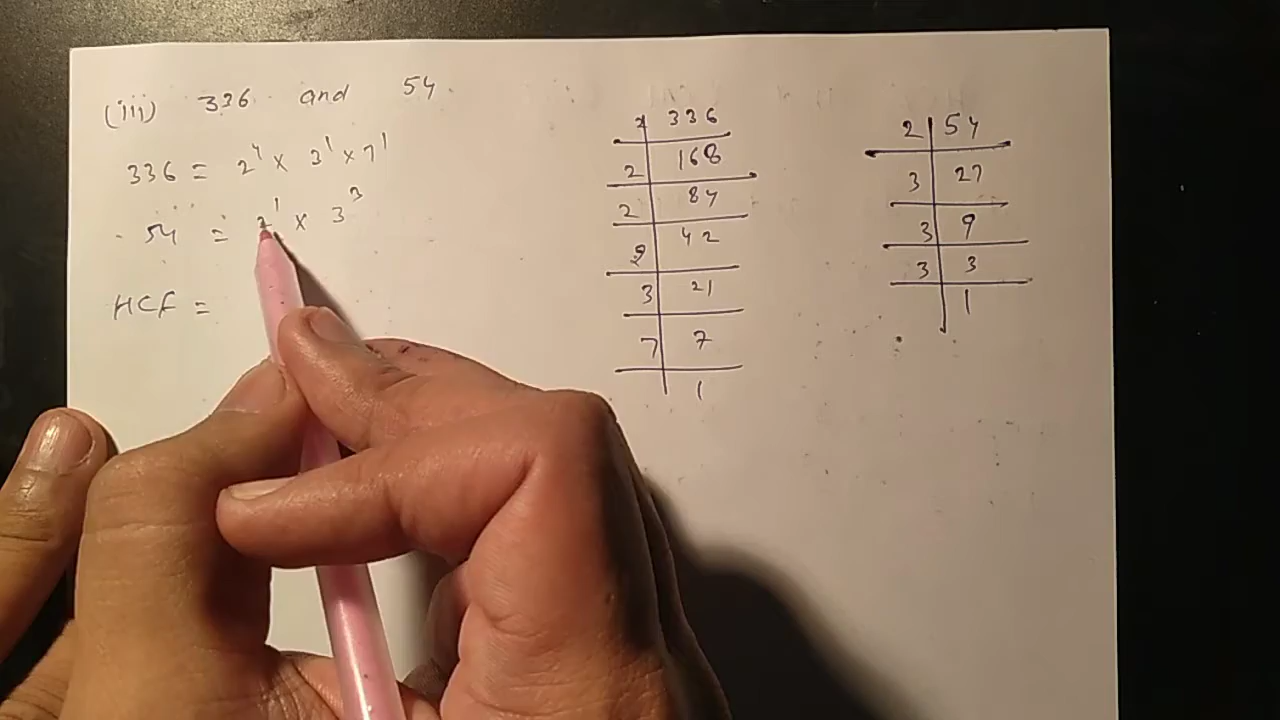 (iii) 336 and 54
336 = 2⁴ × 3¹ × 7¹
54 = 2¹ × 3³
HCF =
2 | 336
2 | 168
2 | 84
2 | 42
3 | 21
7 | 7
1
2 | 54
3 | 27
3 | 9
3 | 3
1